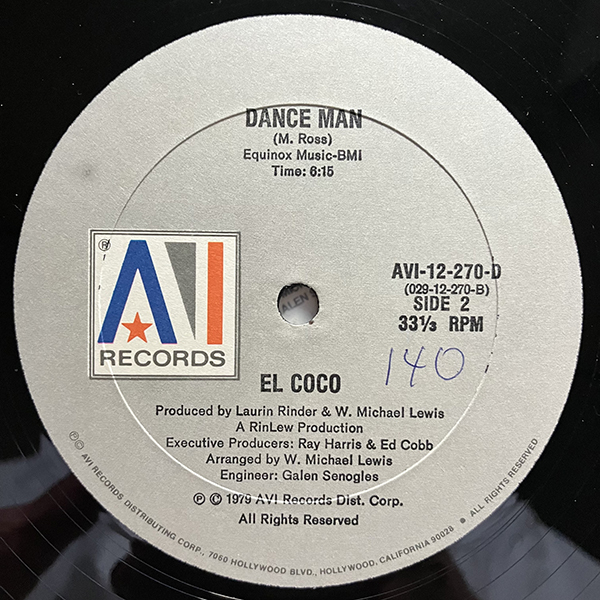 DANCE MAN
(M. Ross)
Equinox Music-BMI
Time: 6:15
®
AVI
RECORDS
AVI-12-270-D
(029-12-270-B)
SIDE 2
33⅓ RPM
140
EL COCO
Produced by Laurin Rinder & W. Michael Lewis
A RinLew Production
Executive Producers: Ray Harris & Ed Cobb
Arranged by W. Michael Lewis
Engineer: Galen Senogles
℗ © 1979 AVI Records Dist. Corp.
All Rights Reserved
℗© AVI RECORDS DISTRIBUTING CORP., 7060 HOLLYWOOD BLVD., HOLLYWOOD, CALIFORNIA 90028 ● ALL RIGHTS RESERVED